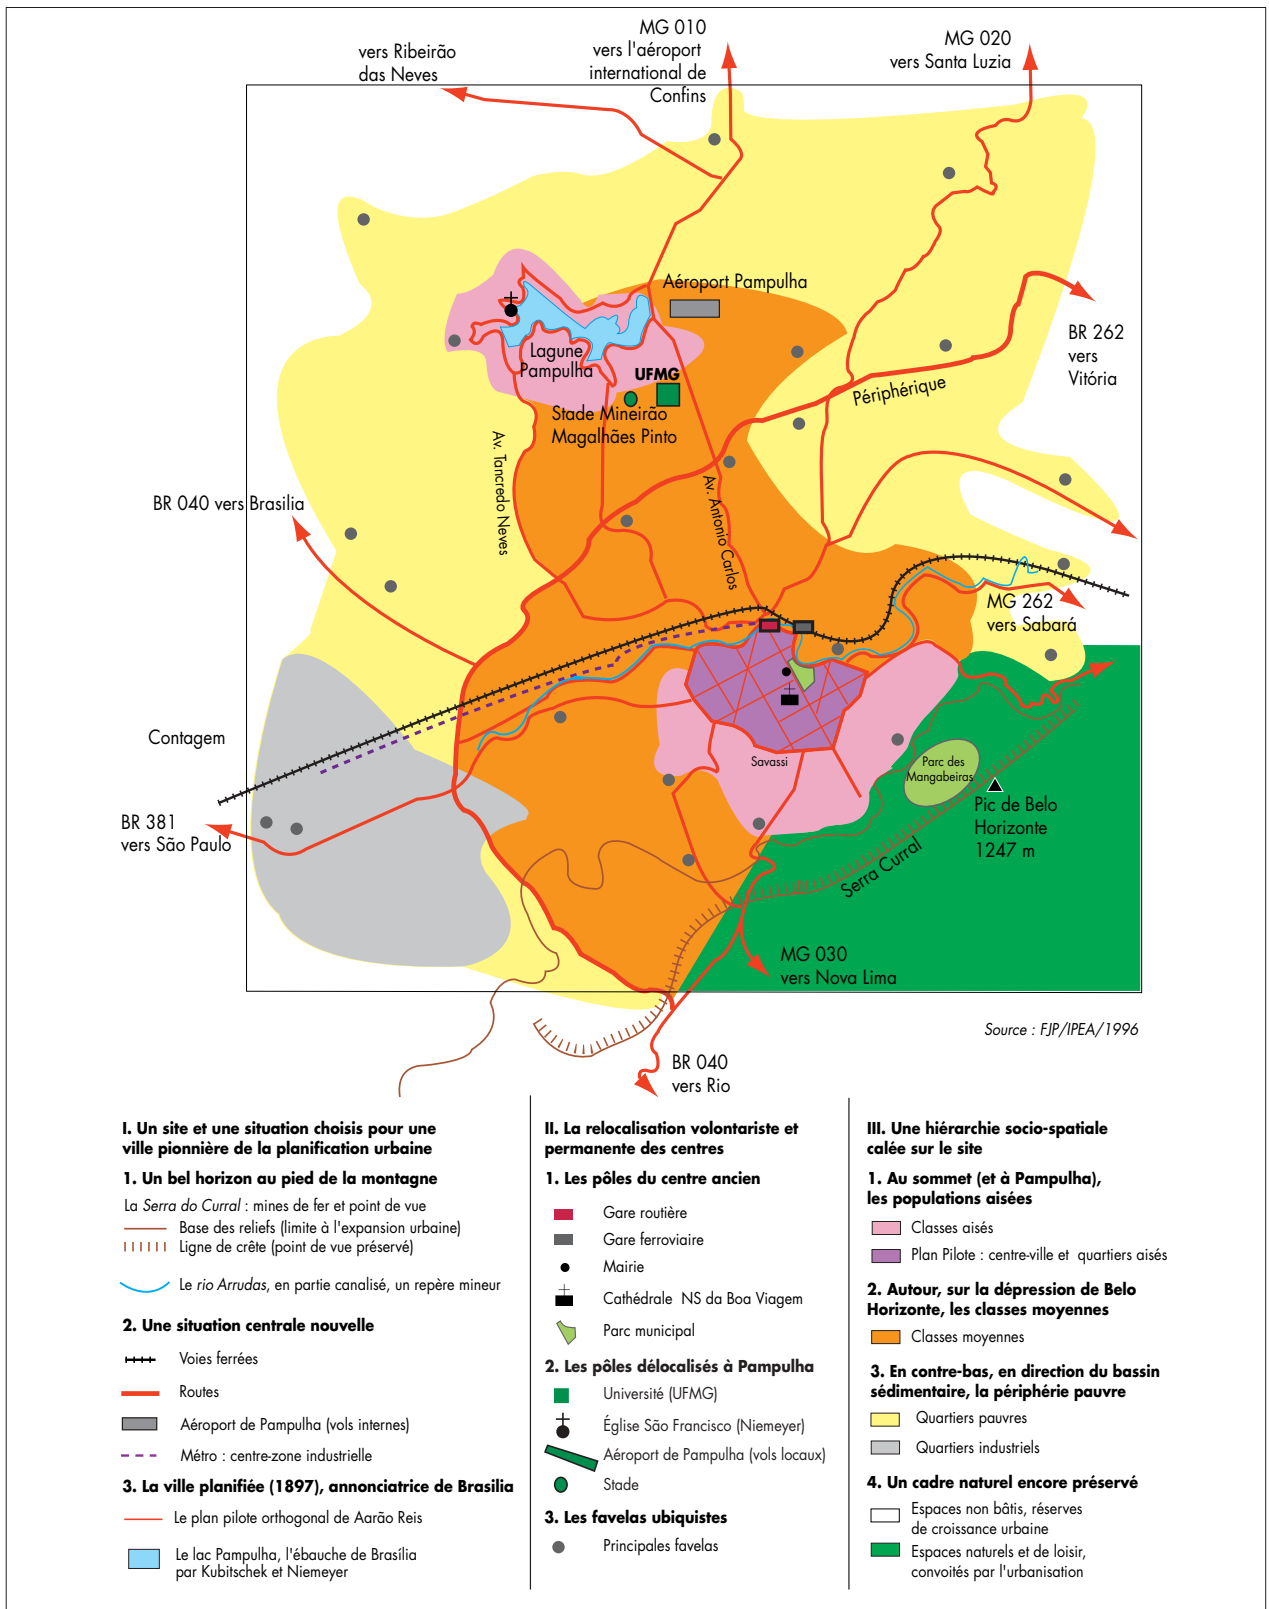 MG 010
vers l'aéroport
international de
Confins
vers Ribeirão
das Neves
MG 020
vers Santa Luzia
Aéroport Pampulha
BR 262
vers
Vitória
Lagune
Pampulha
UFMG
Périphérique
Stade Mineirão
Magalhães Pinto
Av. Tancredo Neves
Av. Antonio Carlos
BR 040 vers Brasilia
MG 262
vers Sabará
Contagem
Savassi
Parc des
Mangabeiras
Pic de Belo
Horizonte
1247 m
BR 381
vers São Paulo
Serra Curral
MG 030
vers Nova Lima
Source : FJP/IPEA/1996
BR 040
vers Rio
I. Un site et une situation choisis pour une
ville pionnière de la planification urbaine
1. Un bel horizon au pied de la montagne
La Serra do Curral : mines de fer et point de vue
Base des reliefs (limite à l'expansion urbaine)
Ligne de crête (point de vue préservé)
Le rio Arrudas, en partie canalisé, un repère mineur
2. Une situation centrale nouvelle
Voies ferrées
Routes
Aéroport de Pampulha (vols internes)
Métro : centre-zone industrielle
3. La ville planifiée (1897), annonciatrice de Brasilia
Le plan pilote orthogonal de Aarão Reis
Le lac Pampulha, l'ébauche de Brasília
par Kubitschek et Niemeyer
II. La relocalisation volontariste et
permanente des centres
1. Les pôles du centre ancien
Gare routière
Gare ferroviaire
Mairie
Cathédrale NS da Boa Viagem
Parc municipal
2. Les pôles délocalisés à Pampulha
Université (UFMG)
Église São Francisco (Niemeyer)
Aéroport de Pampulha (vols locaux)
Stade
3. Les favelas ubiquistes
Principales favelas
III. Une hiérarchie socio-spatiale
calée sur le site
1. Au sommet (et à Pampulha),
les populations aisées
Classes aisés
Plan Pilote : centre-ville et quartiers aisés
2. Autour, sur la dépression de Belo
Horizonte, les classes moyennes
Classes moyennes
3. En contre-bas, en direction du bassin
sédimentaire, la périphérie pauvre
Quartiers pauvres
Quartiers industriels
4. Un cadre naturel encore préservé
Espaces non bâtis, réserves
de croissance urbaine
Espaces naturels et de loisir,
convoités par l'urbanisation